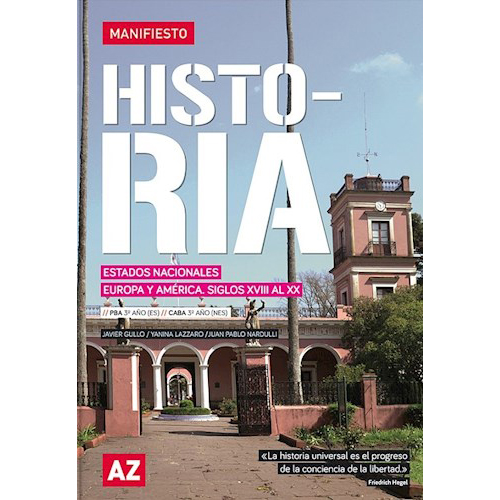 MANIFIESTO
HISTO-
RIA
ESTADOS NACIONALES
EUROPA Y AMÉRICA. SIGLOS XVIII AL XX
// PBA 3º AÑO (ES) // CABA 3º AÑO (NES)
JAVIER GULLO / YANINA LAZZARO / JUAN PABLO NARDULLI
«La historia universal es el progreso
de la conciencia de la libertad.»
Friedrich Hegel
AZ